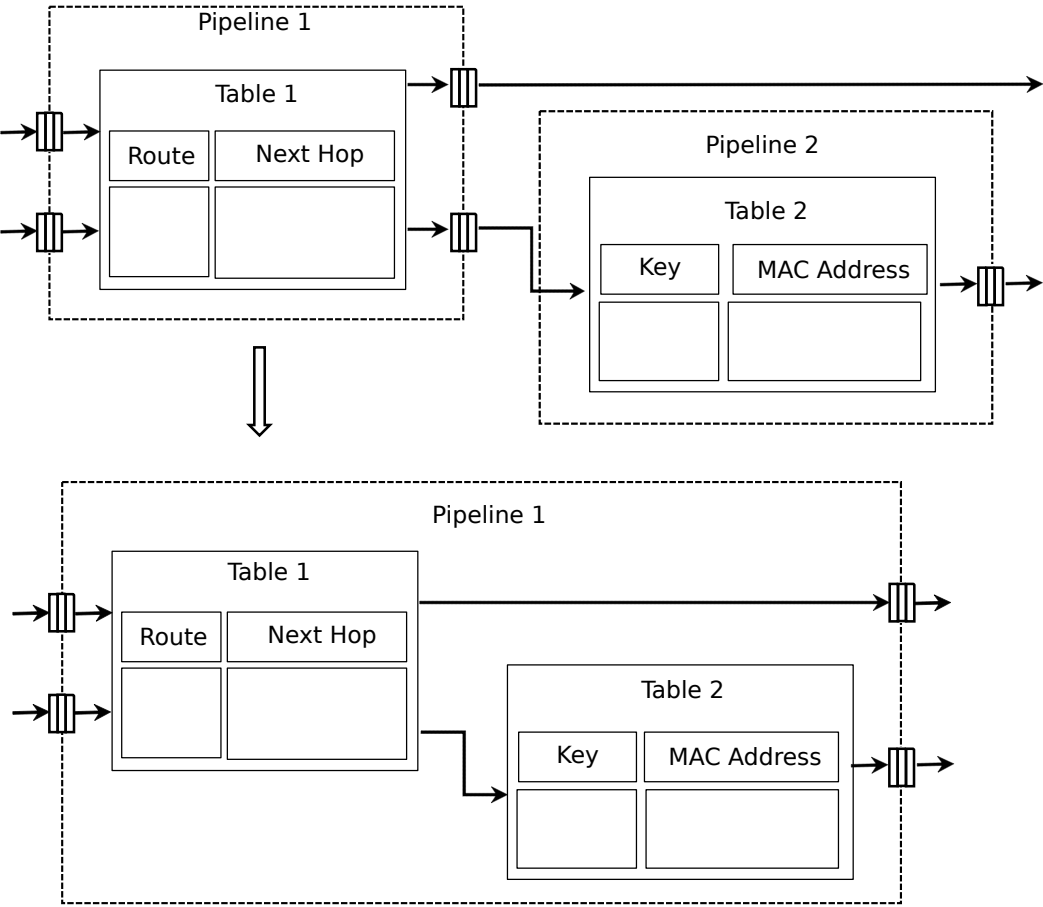 Pipeline 1
Table 1
Route
Next Hop
Pipeline 2
Table 2
Key
MAC Address
Pipeline 1
Table 1
Route
Next Hop
Table 2
Key
MAC Address